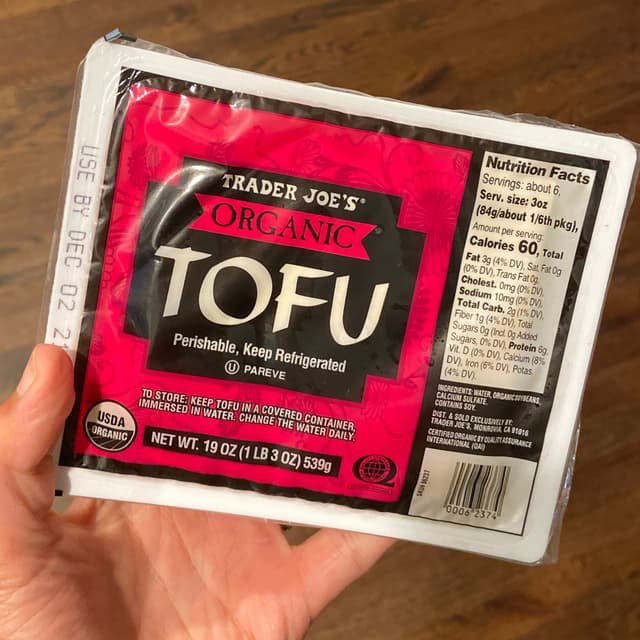 USE BY DEC 02 2
TRADER JOE'S®
ORGANIC
TOFU
Perishable, Keep Refrigerated
U PAREVE
TO STORE: KEEP TOFU IN A COVERED CONTAINER,
IMMERSED IN WATER. CHANGE THE WATER DAILY.
USDA
ORGANIC
NET WT. 19 OZ (1 LB 3 OZ) 539g
Nutrition Facts
Servings: about 6,
Serv. size: 3oz
(84g/about 1/6th pkg),
Amount per serving:
Calories 60, Total
Fat 3g (4% DV), Sat. Fat 0g
(0% DV), Trans Fat 0g,
Cholest. 0mg (0% DV),
Sodium 10mg (0% DV),
Total Carb. 2g (1% DV),
Fiber 1g (4% DV), Total
Sugars 0g (Incl. 0g Added
Sugars, 0% DV), Protein 6g,
Vit. D (0% DV), Calcium (8%
DV), Iron (6% DV), Potas.
(4% DV).
INGREDIENTS: WATER, ORGANIC SOYBEANS,
CALCIUM SULFATE.
CONTAINS SOY.
DIST. & SOLD EXCLUSIVELY BY:
TRADER JOE'S, MONROVIA, CA 91016
CERTIFIED ORGANIC BY QUALITY ASSURANCE
INTERNATIONAL (QAI)
0006 2374